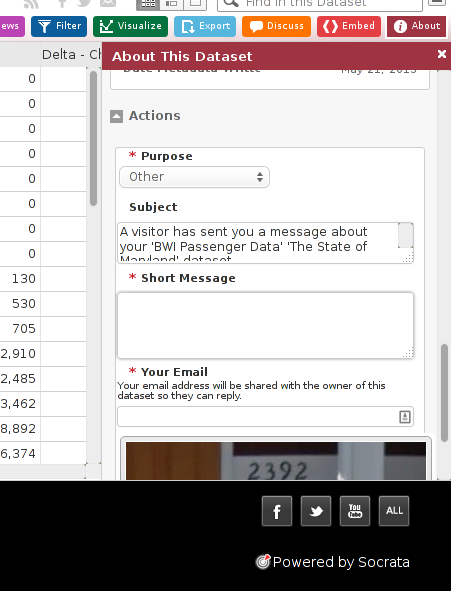 Find in this Dataset
ews
Filter
Visualize
Export
Discuss
Embed
About
Delta - Ch
About This Dataset
May 21, 2013
0
0
0
0
0
0
0
0
130
530
705
2,910
2,485
3,462
8,892
6,374
Actions
* Purpose
Other
Subject
A visitor has sent you a message about
your 'BWI Passenger Data' 'The State of
Maryland' dataset
* Short Message
* Your Email
Your email address will be shared with the owner of this
dataset so they can reply.
2392
f
You
Tube
ALL
Powered by Socrata